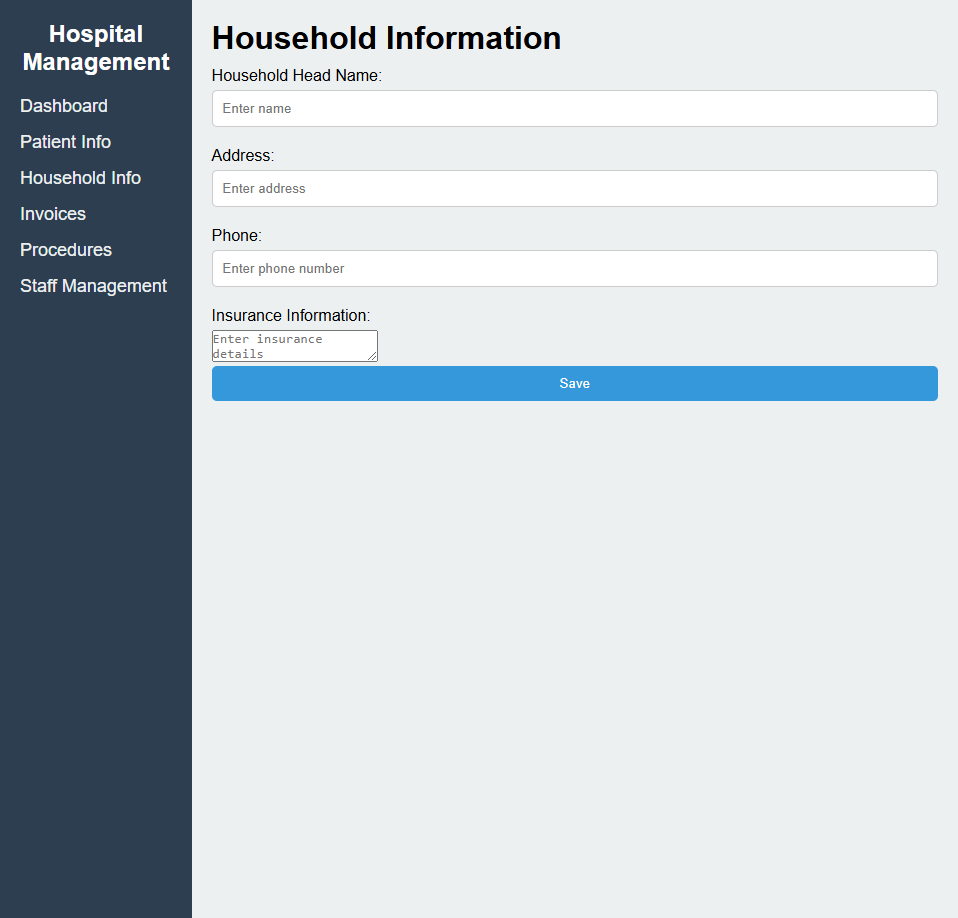 Hospital
Management
Dashboard
Patient Info
Household Info
Invoices
Procedures
Staff Management
Household Information
Household Head Name:
Enter name
Address:
Enter address
Phone:
Enter phone number
Insurance Information:
Enter insurance
details
Save